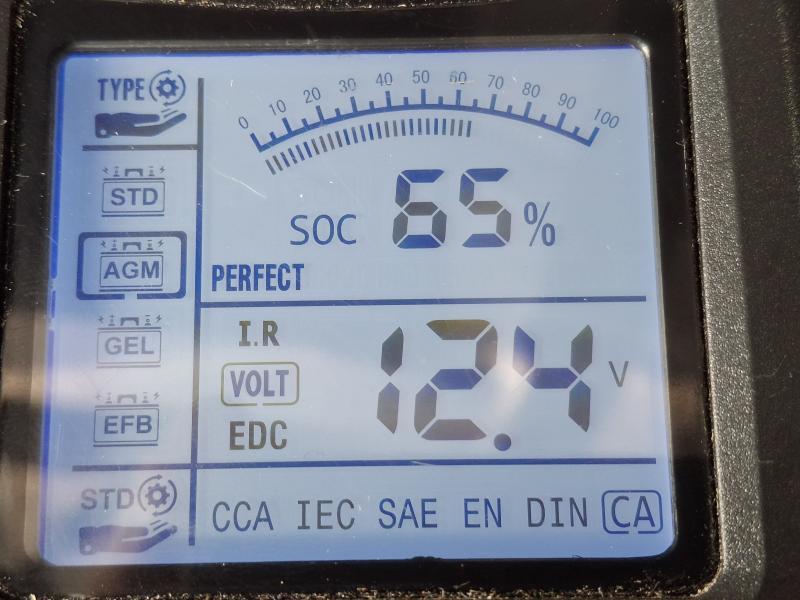 TYPE
0 10 20 30 40 50 60 70 80 90 100
STD
SOC 65%
AGM
PERFECT
GEL
I.R
VOLT
12.4 V
EFB
EDC
STD
CCA IEC SAE EN DIN CA